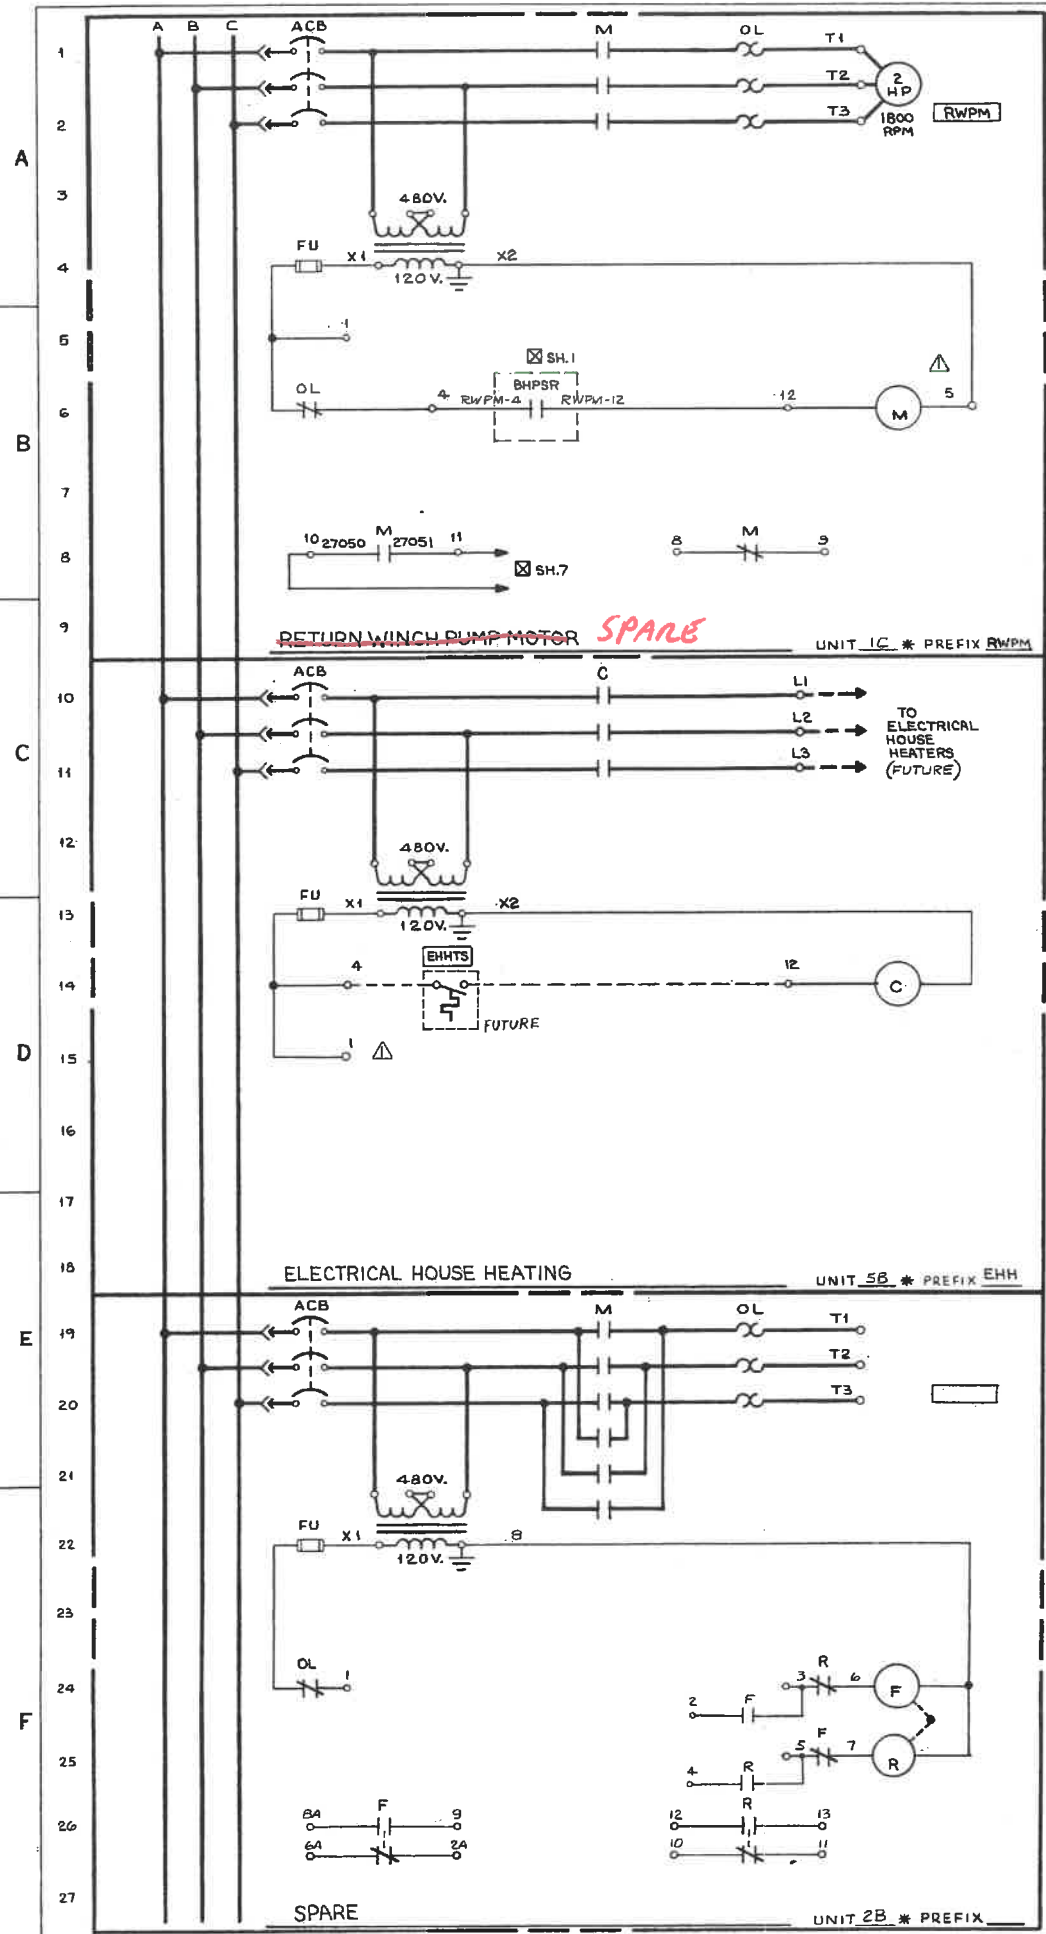 A B C ACB M OL T1
1
T2 2 HP
T3 1800 RPM RWPM
2
A
3
480V.
FU X1 X2
4
120V.
1
5
⊠ SH.1
BHPSR
OL 4 RWPM-4 RWPM-12 12 M 5 △1
6
B
7
10 27050 M 27051 11 8 M 9
8
⊠ SH.7
9
RETURN WINCH PUMP MOTOR SPARE UNIT 1C * PREFIX RWPM
ACB C L1
10
L2 TO
ELECTRICAL
HOUSE
L3 HEATERS
(FUTURE)
C
11
12
480V.
FU X1 X2
13
120V.
EHHTS
4 12 C
14
FUTURE
D
1 △1
15
16
17
18
ELECTRICAL HOUSE HEATING UNIT 5B * PREFIX EHH
ACB M OL T1
E
19
T2
T3
20
21
480V.
FU X1 8
22
120V.
23
OL 1 3 R 6 F
24
2 F
F
5 F 7 R
25
4 R
8A F 9 12 R 13
26
6A 2A 10 11
27
SPARE UNIT 2B * PREFIX